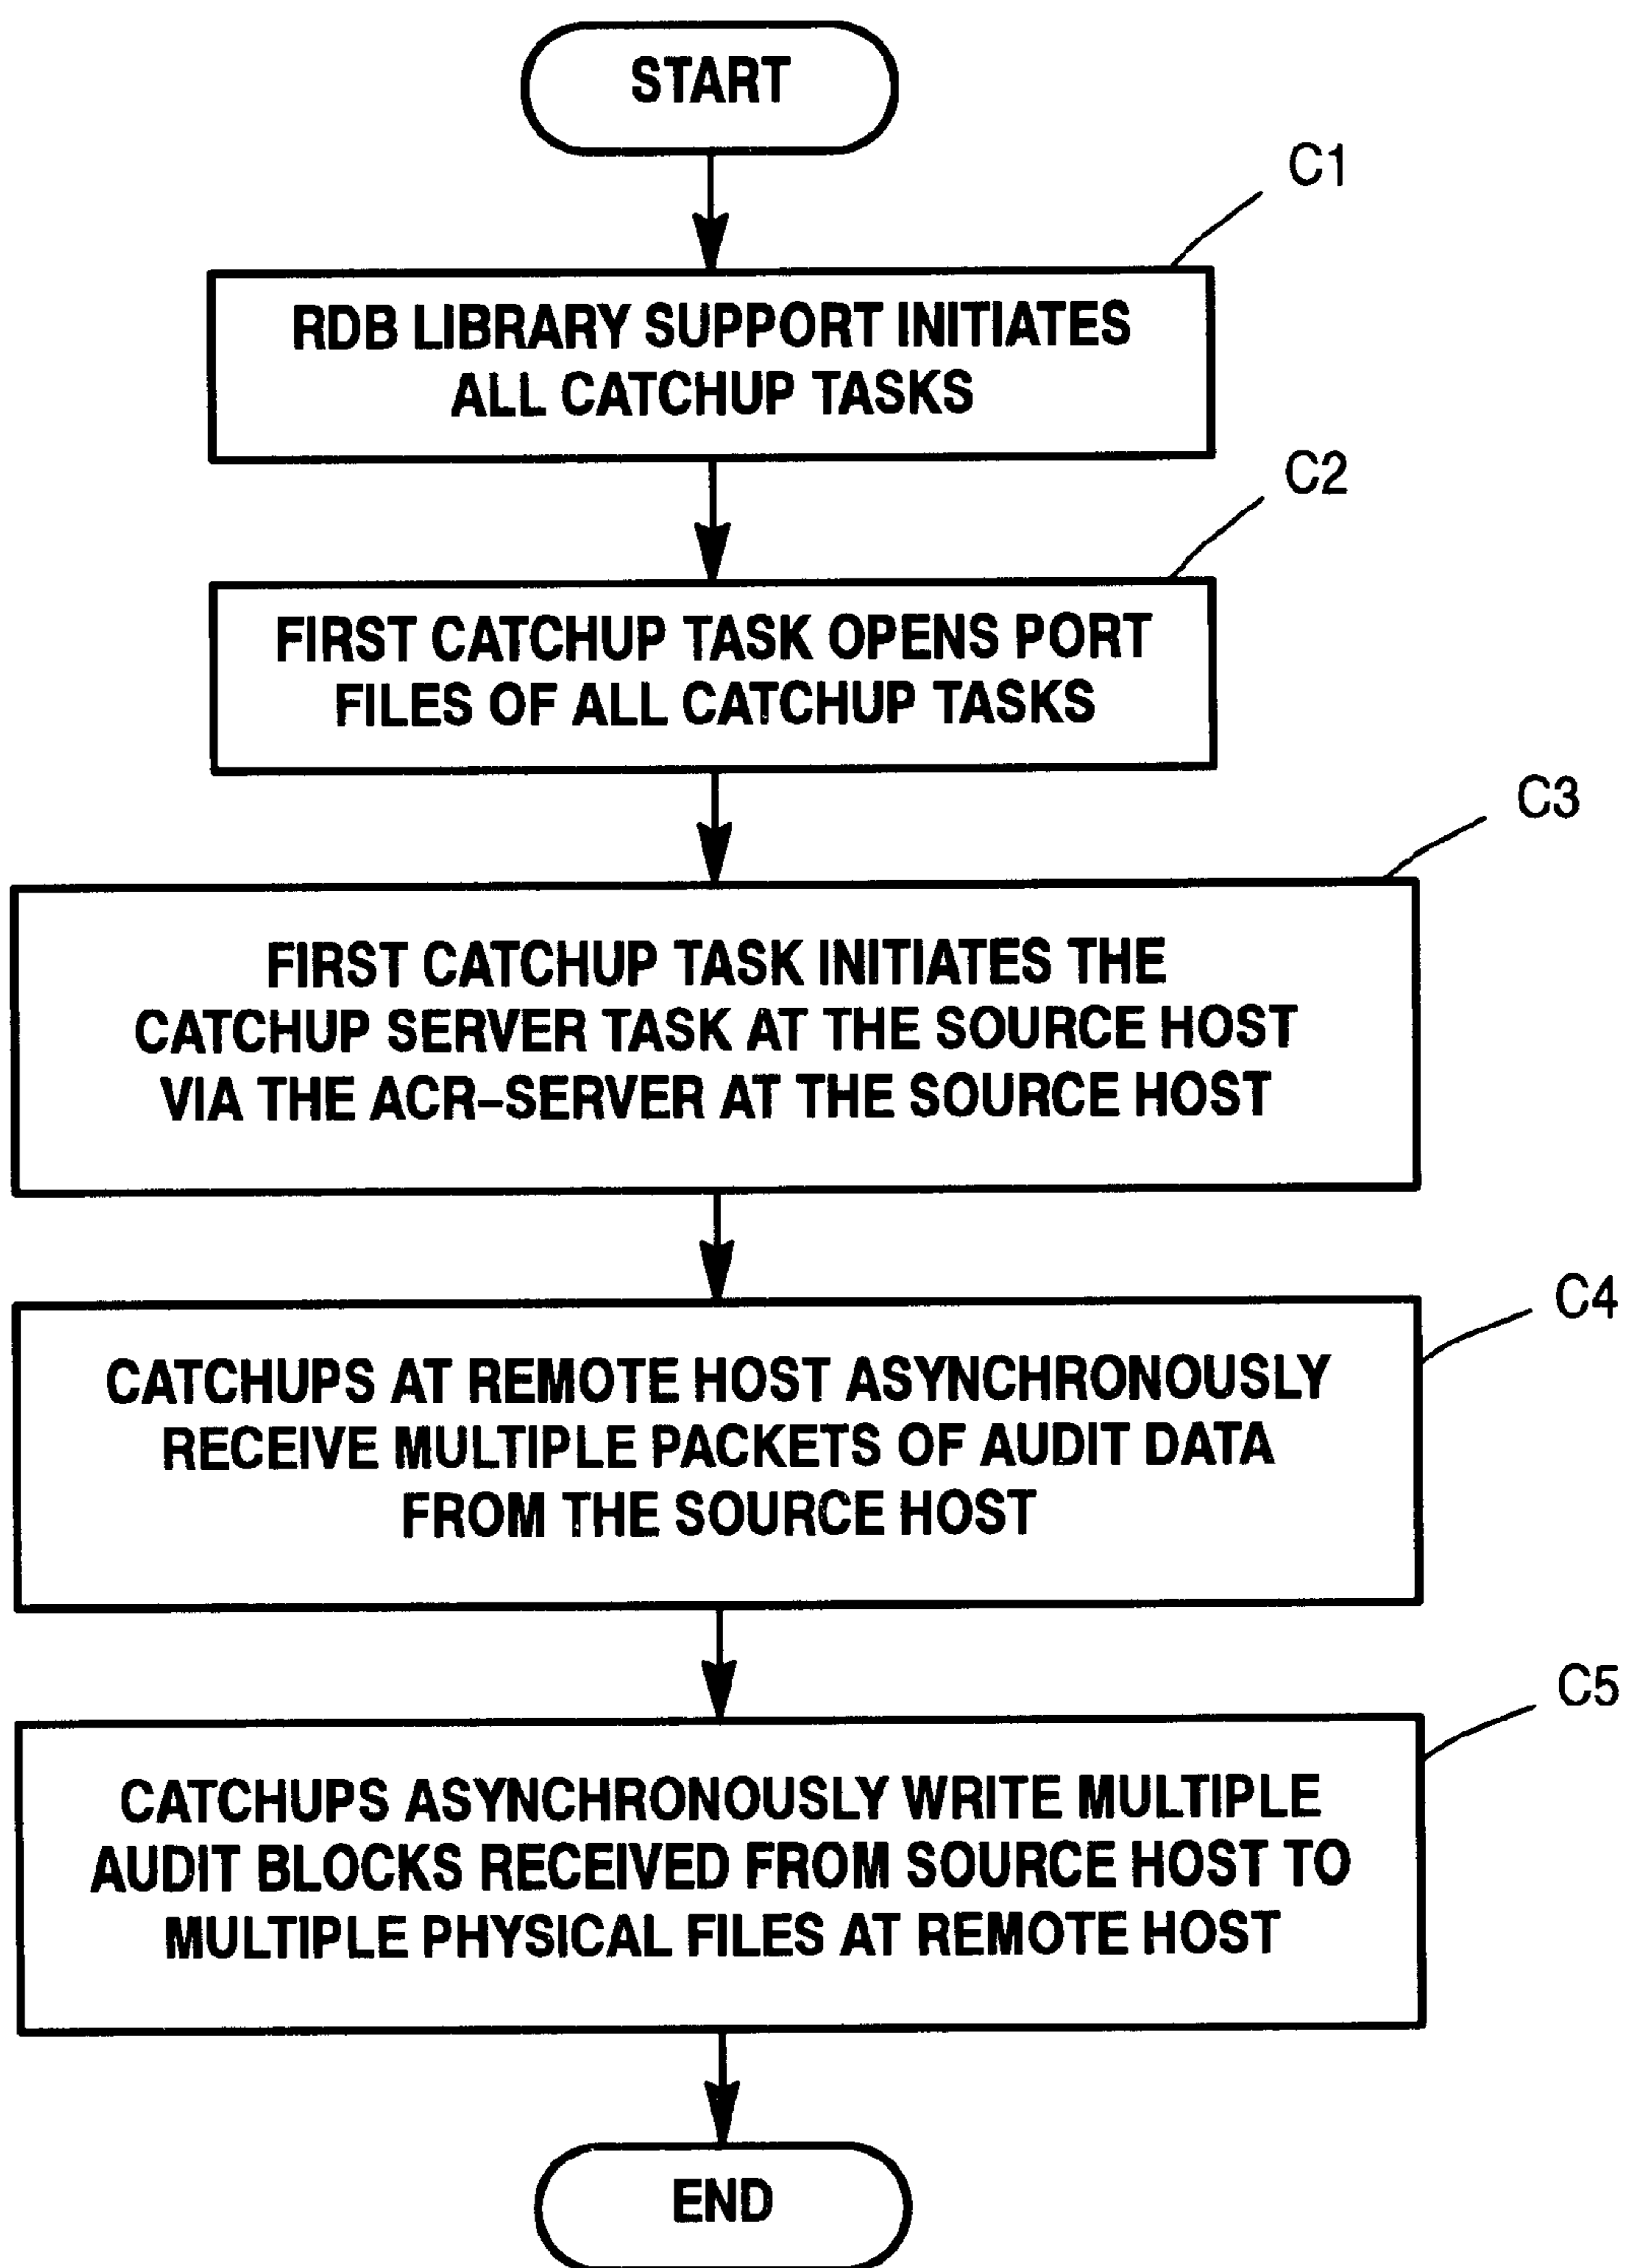 START
C1
RDB LIBRARY SUPPORT INITIATES
ALL CATCHUP TASKS
C2
FIRST CATCHUP TASK OPENS PORT
FILES OF ALL CATCHUP TASKS
C3
FIRST CATCHUP TASK INITIATES THE
CATCHUP SERVER TASK AT THE SOURCE HOST
VIA THE ACR–SERVER AT THE SOURCE HOST
C4
CATCHUPS AT REMOTE HOST ASYNCHRONOUSLY
RECEIVE MULTIPLE PACKETS OF AUDIT DATA
FROM THE SOURCE HOST
C5
CATCHUPS ASYNCHRONOUSLY WRITE MULTIPLE
AUDIT BLOCKS RECEIVED FROM SOURCE HOST TO
MULTIPLE PHYSICAL FILES AT REMOTE HOST
END